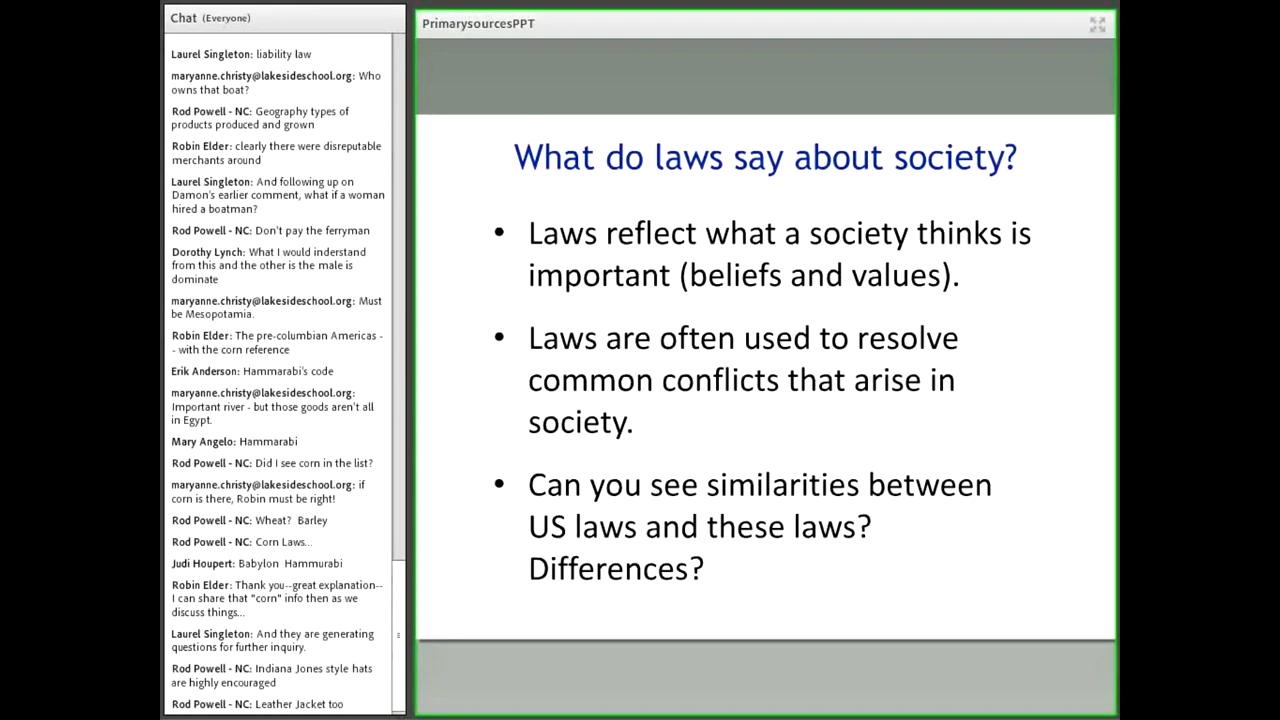 Chat (Everyone)
Laurel Singleton: liability law
maryanne.christy@lakesideschool.org: Who
owns that boat?
Rod Powell - NC: Geography types of
products produced and grown
Robin Elder: clearly there were disreputable
merchants around
Laurel Singleton: And following up on
Damon's earlier comment, what if a woman
hired a boatman?
Rod Powell - NC: Don't pay the ferryman
Dorothy Lynch: What I would inderstand
from this and the other is the male is
dominate
maryanne.christy@lakesideschool.org: Must
be Mesopotamia.
Robin Elder: The pre-columbian Americas -
- with the corn reference
Erik Anderson: Hammarabi's code
maryanne.christy@lakesideschool.org:
Important river - but those goods aren't all
in Egypt.
Mary Angelo: Hammarabi
Rod Powell - NC: Did I see corn in the list?
maryanne.christy@lakesideschool.org: if
corn is there, Robin must be right!
Rod Powell - NC: Wheat? Barley
Rod Powell - NC: Corn Laws...
Judi Houpert: Babylon Hammurabi
Robin Elder: Thank you--great explanation--
I can share that "corn" info then as we
discuss things...
Laurel Singleton: And they are generating
questions for further inquiry.
Rod Powell - NC: Indiana Jones style hats
are highly encouraged
Rod Powell - NC: Leather Jacket too
PrimarysourcesPPT
What do laws say about society?
• Laws reflect what a society thinks is
important (beliefs and values).
• Laws are often used to resolve
common conflicts that arise in
society.
• Can you see similarities between
US laws and these laws?
Differences?